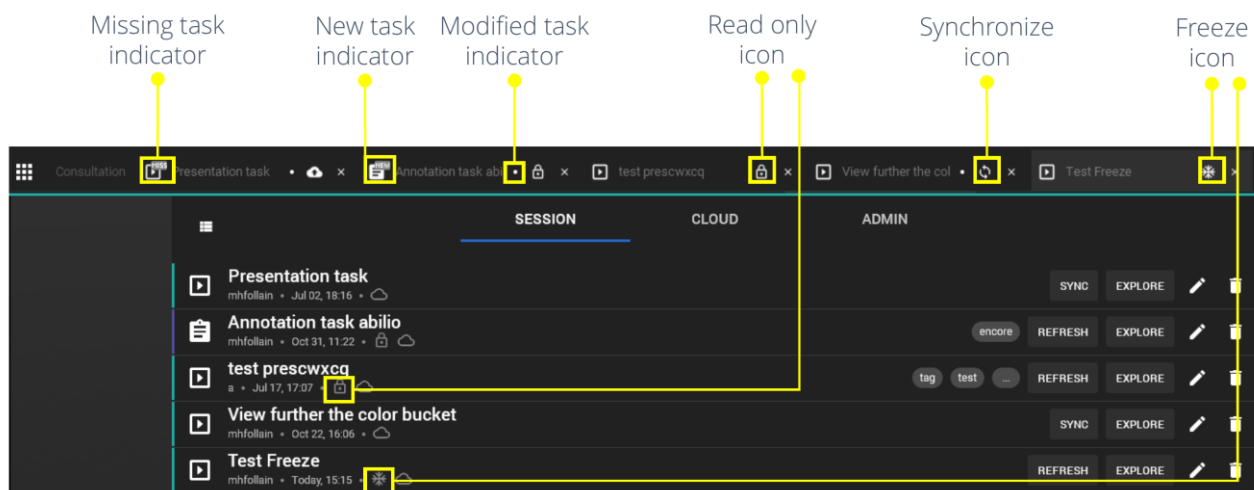 Missing task indicator
New task indicator
Modified task indicator
Read only icon
Synchronize icon
Freeze icon
Consultation
MISS
Presentation task
NEW
Annotation task abi
test prescwxcq
View further the col
Test Freeze
SESSION CLOUD ADMIN
Presentation task
mhfollain • Jul 02, 18:16 •
SYNC EXPLORE
Annotation task abilio
mhfollain • Oct 31, 11:22 •
encore REFRESH EXPLORE
test prescwxcq
a • Jul 17, 17:07 •
tag test ... REFRESH EXPLORE
View further the color bucket
mhfollain • Oct 22, 16:06 •
SYNC EXPLORE
Test Freeze
mhfollain • Today, 15:15 •
REFRESH EXPLORE